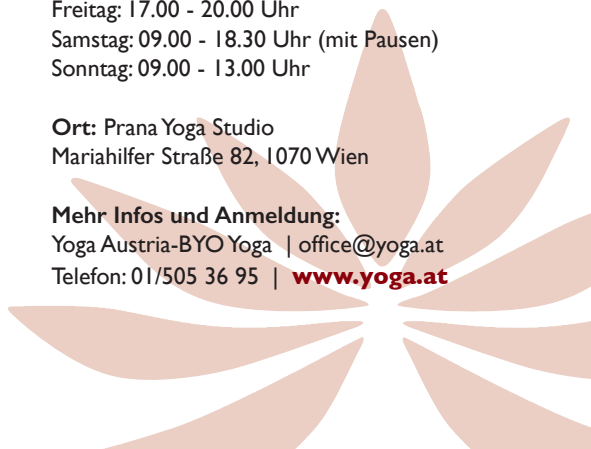 Freitag: 17.00 - 20.00 Uhr
Samstag: 09.00 - 18.30 Uhr (mit Pausen)
Sonntag: 09.00 - 13.00 Uhr
Ort: Prana Yoga Studio
Mariahilfer Straße 82, 1070 Wien
Mehr Infos und Anmeldung:
Yoga Austria-BYO Yoga | office@yoga.at
Telefon: 01/505 36 95 | www.yoga.at